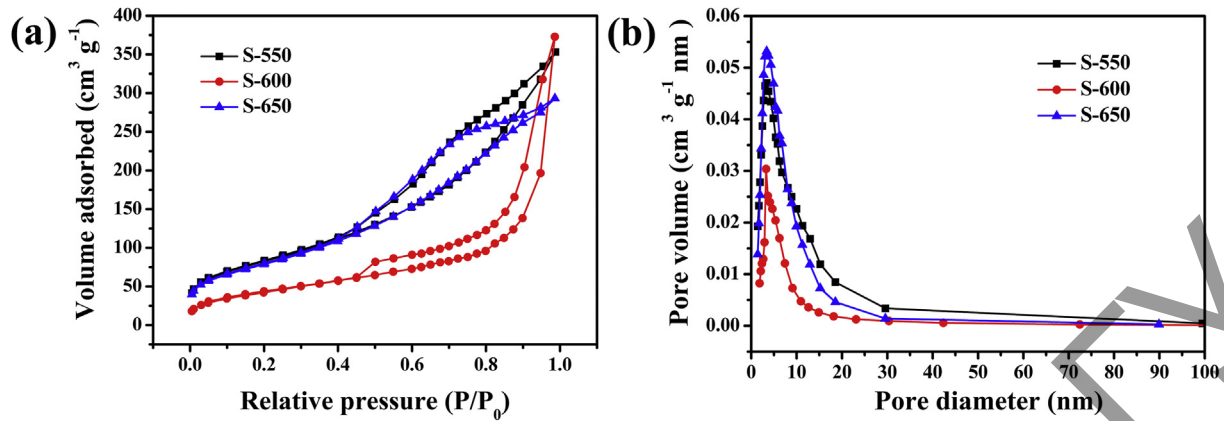 (a)
Volume adsorbed (cm³ g⁻¹)
400
350
300
250
200
150
100
50
0
S-550
S-600
S-650
0.0 0.2 0.4 0.6 0.8 1.0
Relative pressure (P/P₀)
(b)
Pore volume (cm³ g⁻¹ nm)
0.06
0.05
0.04
0.03
0.02
0.01
0.00
S-550
S-600
S-650
0 10 20 30 40 50 60 70 80 90 100
Pore diameter (nm)